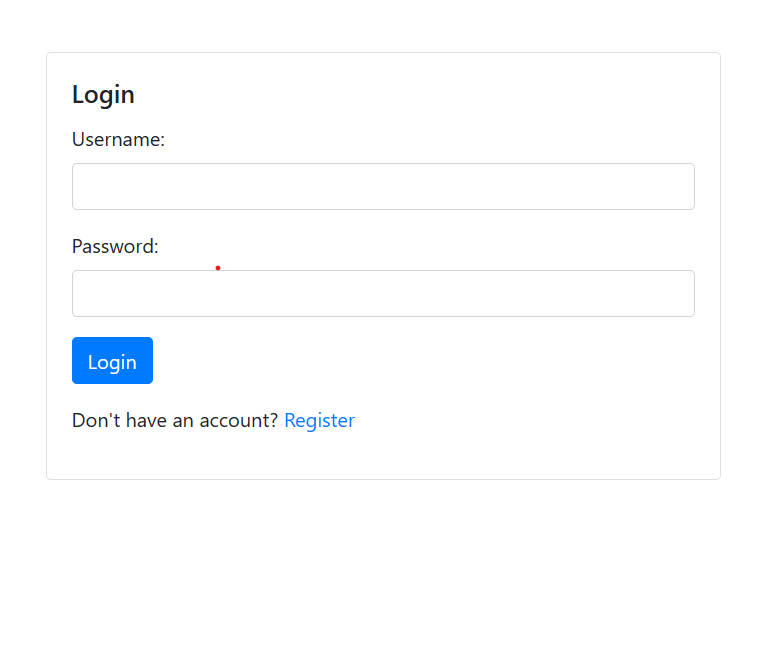 Login
Username:
Password:
Login
Don't have an account? Register